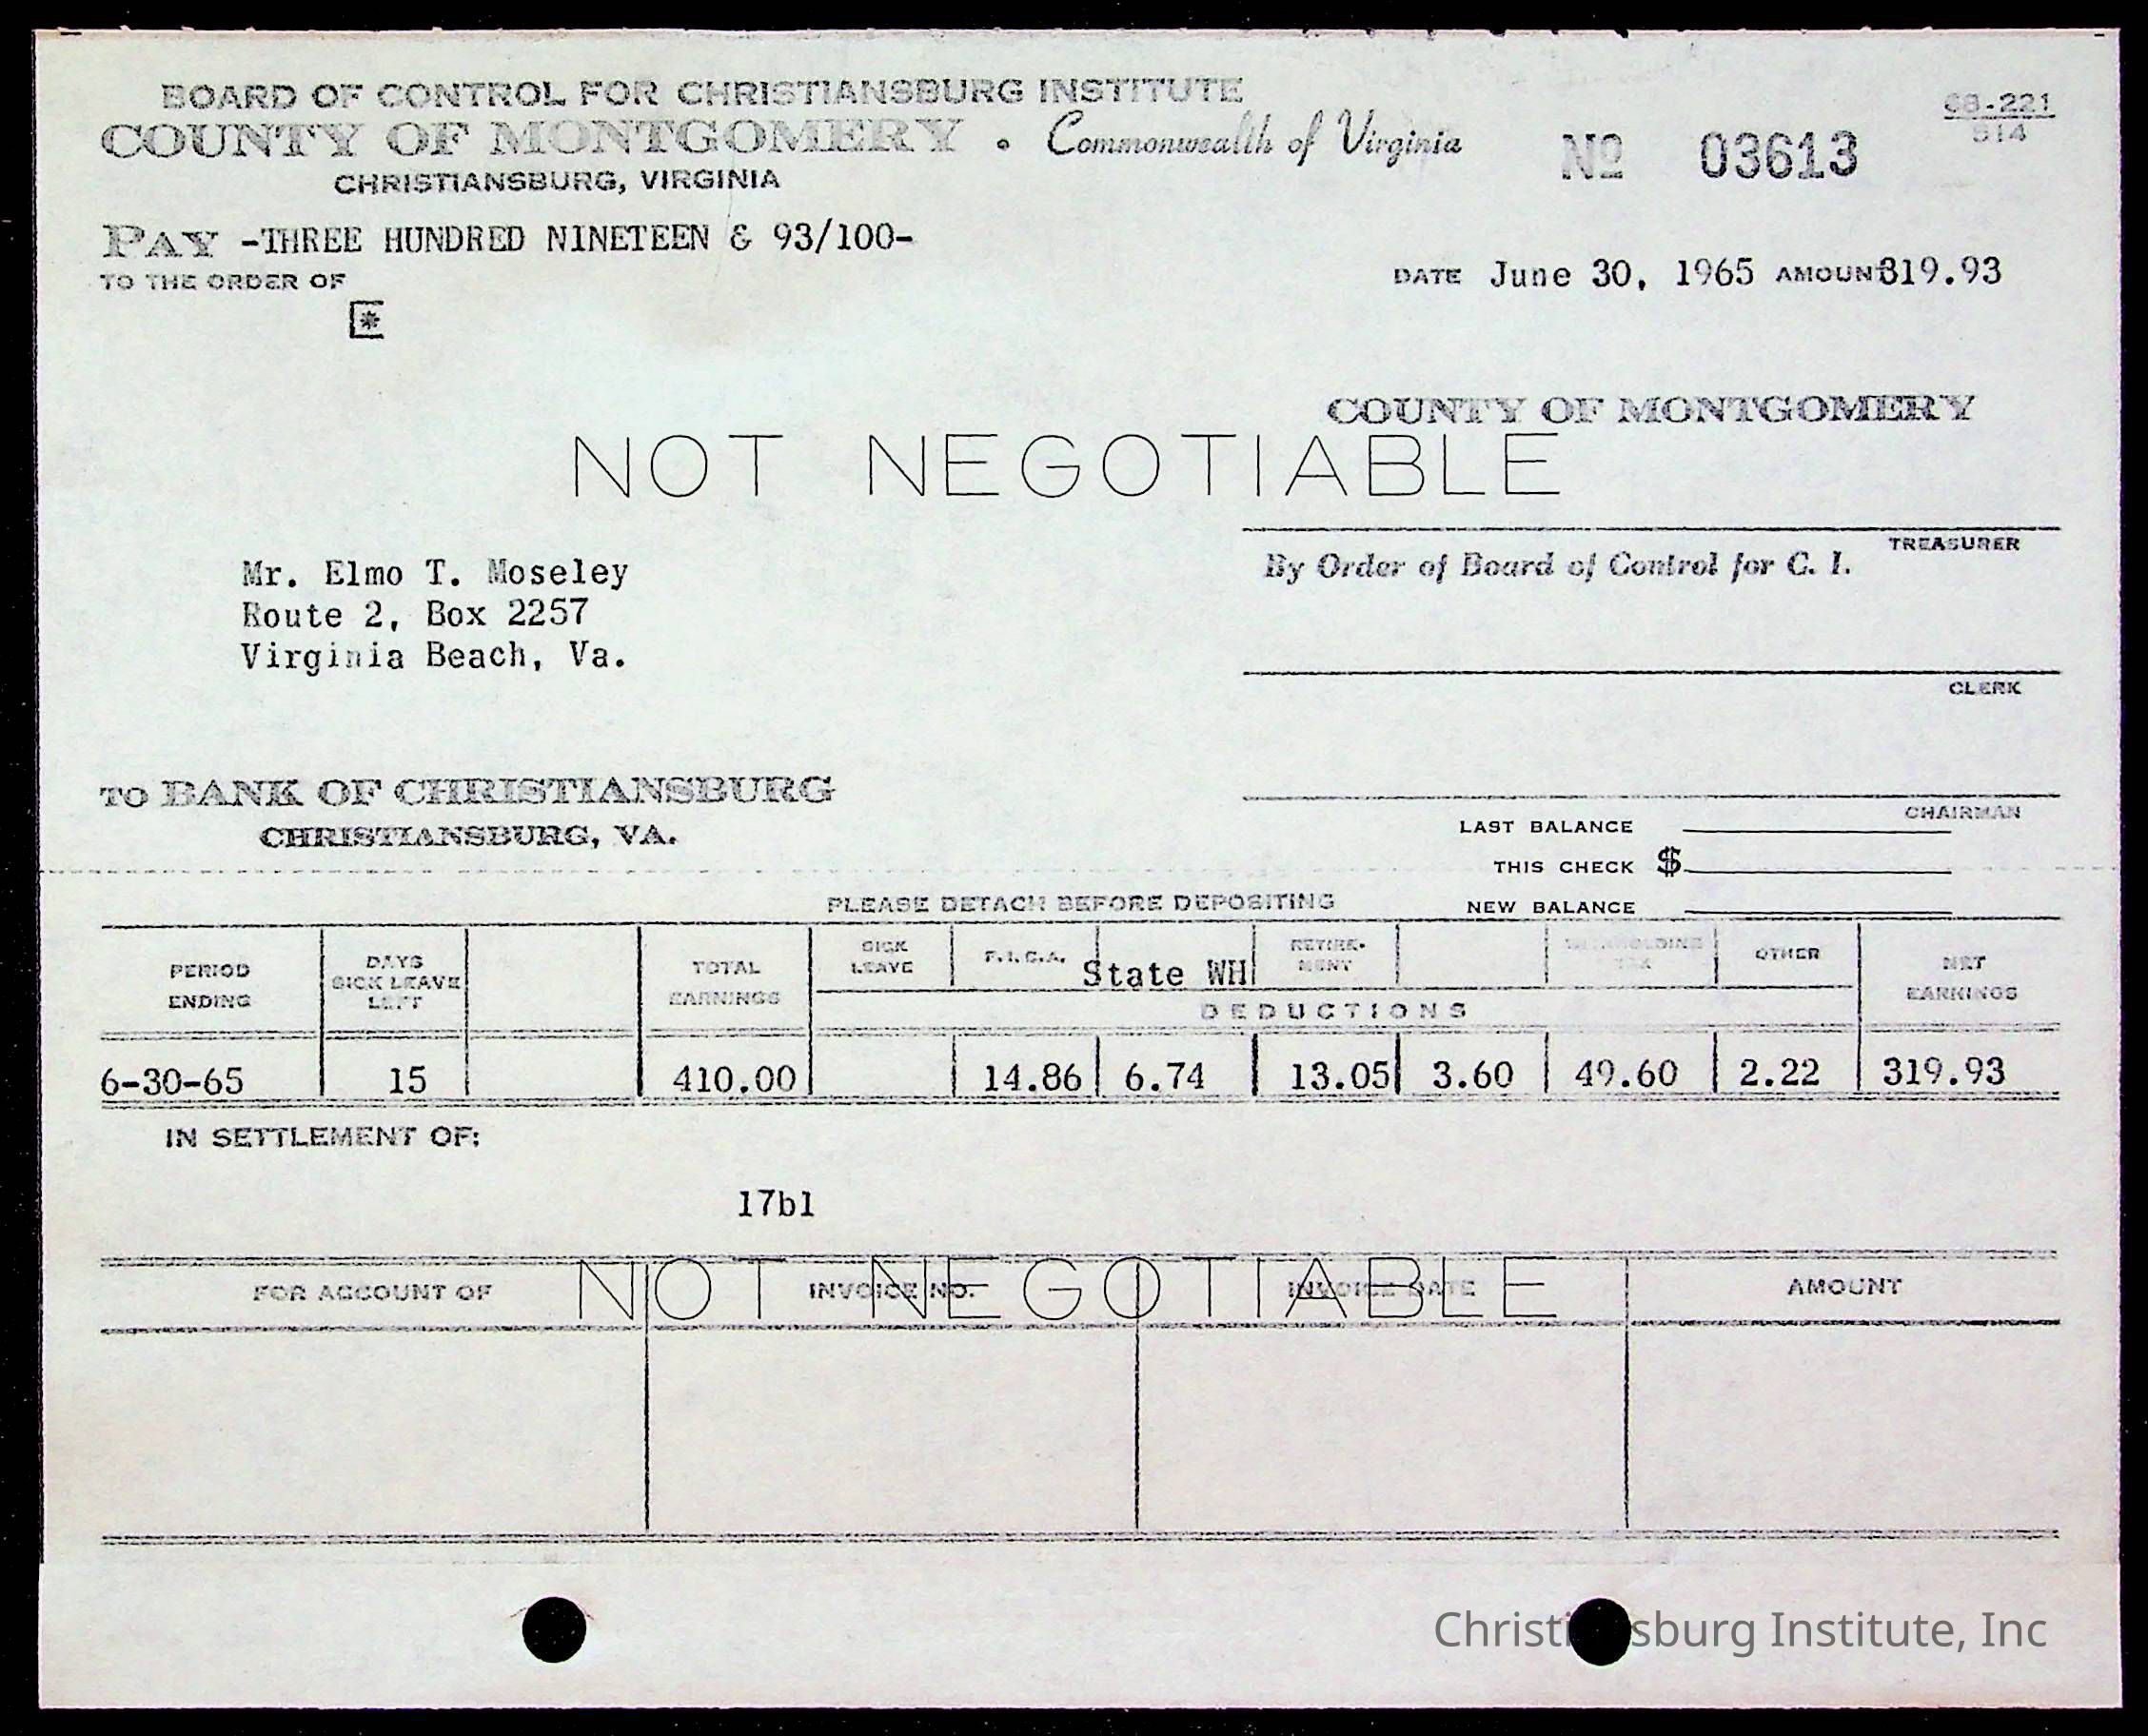 BOARD OF CONTROL FOR CHRISTIANSBURG INSTITUTE
COUNTY OF MONTGOMERY • Commonwealth of Virginia
CHRISTIANSBURG, VIRGINIA
No 03613
68-221
514
PAY -THREE HUNDRED NINETEEN & 93/100-
TO THE ORDER OF
DATE June 30, 1965 AMOUNT 319.93
*
COUNTY OF MONTGOMERY
NOT NEGOTIABLE
TREASURER
By Order of Board of Control for C. I.
Mr. Elmo T. Moseley
Route 2, Box 2257
Virginia Beach, Va.
CLERK
TO BANK OF CHRISTIANSBURG
CHRISTIANSBURG, VA.
CHAIRMAN
LAST BALANCE
THIS CHECK $
NEW BALANCE
PLEASE DETACH BEFORE DEPOSITING
PERIOD ENDING DAYS SICK LEAVE LEFT TOTAL EARNINGS SICK LEAVE F.I.C.A. State WH RETIRE-MENT WITHHOLDING TAX OTHER NET EARNINGS
DEDUCTIONS
6-30-65 15 410.00 14.86 6.74 13.05 3.60 49.60 2.22 319.93
IN SETTLEMENT OF:
17b1
NOT NEGOTIABLE
FOR ACCOUNT OF INVOICE NO. INVOICE DATE AMOUNT
Christi sburg Institute, Inc